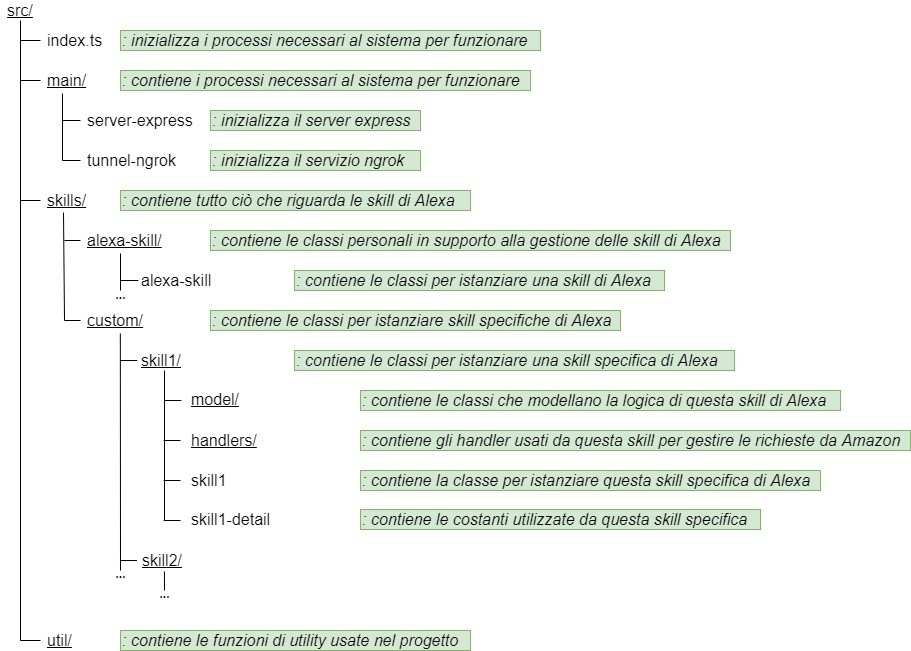 src/
index.ts : inizializza i processi necessari al sistema per funzionare
main/ : contiene i processi necessari al sistema per funzionare
server-express : inizializza il server express
tunnel-ngrok : inizializza il servizio ngrok
skills/ : contiene tutto ciò che riguarda le skill di Alexa
alexa-skill/ : contiene le classi personali in supporto alla gestione delle skill di Alexa
alexa-skill : contiene le classi per istanziare una skill di Alexa
...
custom/ : contiene le classi per istanziare skill specifiche di Alexa
skill1/ : contiene le classi per istanziare una skill specifica di Alexa
model/ : contiene le classi che modellano la logica di questa skill di Alexa
handlers/ : contiene gli handler usati da questa skill per gestire le richieste da Amazon
skill1 : contiene la classe per istanziare questa skill specifica di Alexa
skill1-detail : contiene le costanti utilizzate da questa skill specifica
skill2/
...
...
util/ : contiene le funzioni di utility usate nel progetto